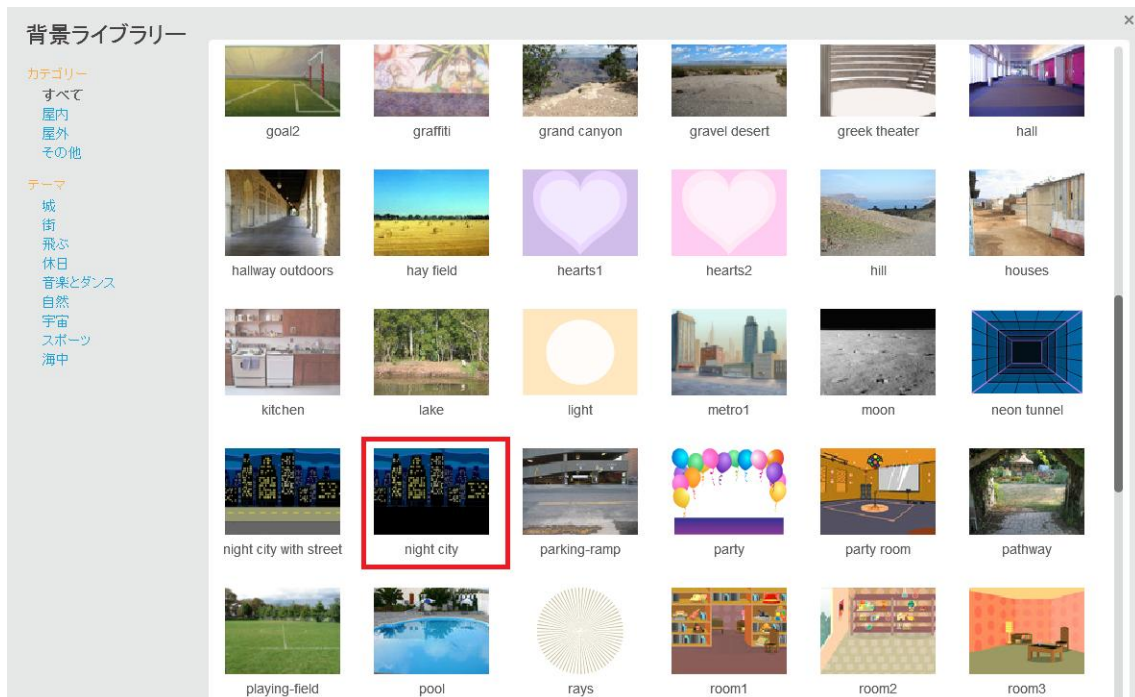 背景ライブラリー
×
カテゴリー
すべて
屋内
屋外
その他
テーマ
城
街
飛ぶ
休日
音楽とダンス
自然
宇宙
スポーツ
海中
goal2
graffiti
grand canyon
gravel desert
greek theater
hall
hallway outdoors
hay field
hearts1
hearts2
hill
houses
kitchen
lake
light
metro1
moon
neon tunnel
night city with street
night city
parking-ramp
party
party room
pathway
playing-field
pool
rays
room1
room2
room3